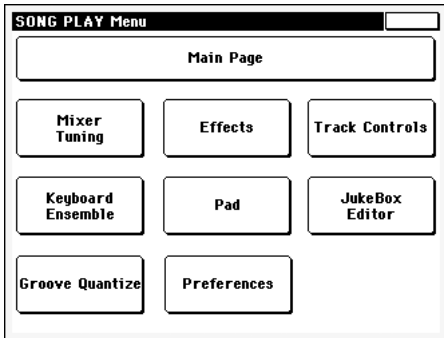 SONG PLAY Menu
Main Page
Mixer
Tuning
Effects
Track Controls
Keyboard
Ensemble
Pad
JukeBox
Editor
Groove Quantize
Preferences